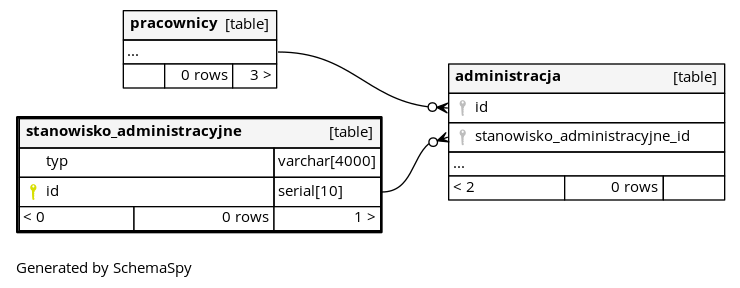 pracownicy [table]
...
0 rows 3 >
administracja [table]
id
stanowisko_administracyjne_id
...
< 2 0 rows
stanowisko_administracyjne [table]
typ varchar[4000]
id serial[10]
< 0 0 rows 1 >
Generated by SchemaSpy